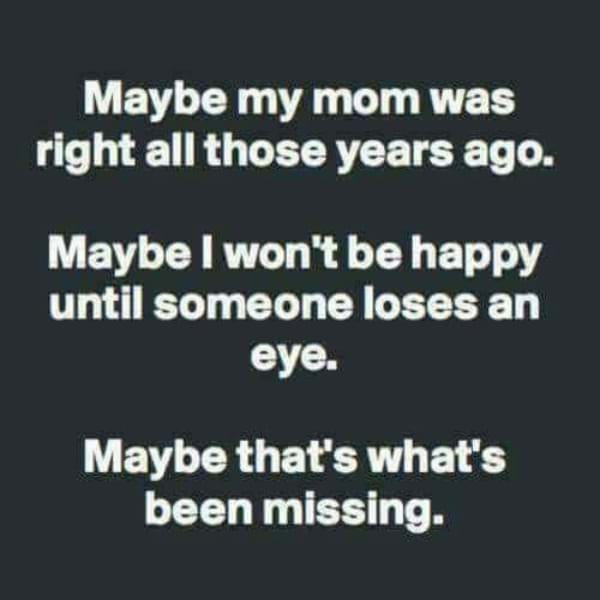 Maybe my mom was
right all those years ago.
Maybe I won't be happy
until someone loses an
eye.
Maybe that's what's
been missing.